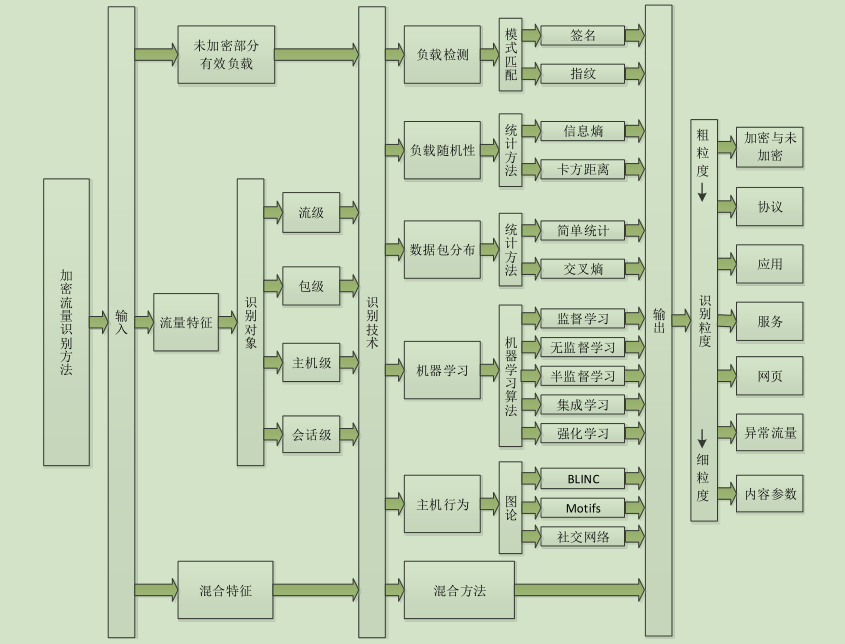 加密流量识别方法
输入
未加密部分
有效负载
流量特征
混合特征
识别对象
流级
包级
主机级
会话级
识别技术
负载检测
模式匹配
签名
指纹
负载随机性
统计方法
信息熵
卡方距离
数据包分布
统计方法
简单统计
交叉熵
机器学习
机器学习算法
监督学习
无监督学习
半监督学习
集成学习
强化学习
主机行为
图论
BLINC
Motifs
社交网络
混合方法
输出
粗粒度
识别粒度
细粒度
加密与未
加密
协议
应用
服务
网页
异常流量
内容参数